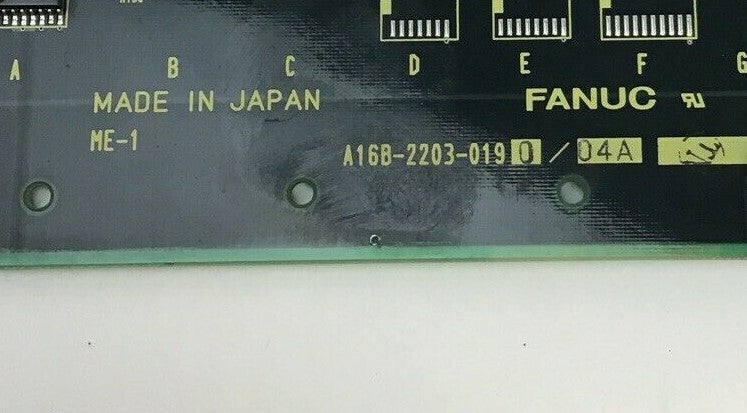 A B C D E F G
MADE IN JAPAN FANUC
ME-1
A16B-2203-0190/04A